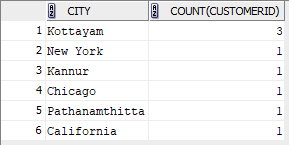 CITY COUNT(CUSTOMERID)
1 Kottayam 3
2 New York 1
3 Kannur 1
4 Chicago 1
5 Pathanamthitta 1
6 California 1